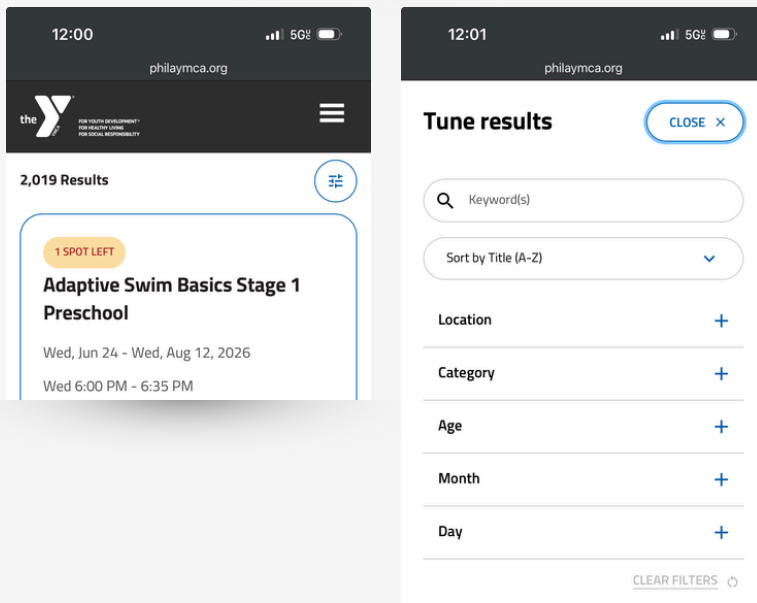 12:00
5G
philaymca.org
the
FOR YOUTH DEVELOPMENT
FOR HEALTHY LIVING
FOR SOCIAL RESPONSIBILITY
2,019 Results
1 SPOT LEFT
Adaptive Swim Basics Stage 1
Preschool
Wed, Jun 24 - Wed, Aug 12, 2026
Wed 6:00 PM - 6:35 PM
12:01
5G
philaymca.org
Tune results
CLOSE ×
Keyword(s)
Sort by Title (A-Z)
Location +
Category +
Age +
Month +
Day +
CLEAR FILTERS